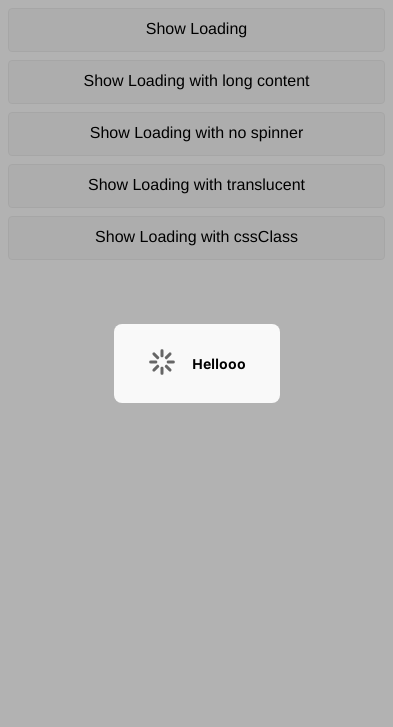 Show Loading
Show Loading with long content
Show Loading with no spinner
Show Loading with translucent
Show Loading with cssClass
Hellooo